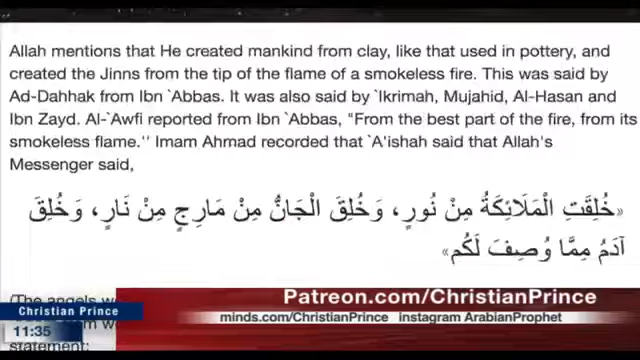 Allah mentions that He created mankind from clay, like that used in pottery, and
created the Jinns from the tip of the flame of a smokeless fire. This was said by
Ad-Dahhak from Ibn `Abbas. It was also said by `Ikrimah, Mujahid, Al-Hasan and
Ibn Zayd. Al-`Awfi reported from Ibn `Abbas, "From the best part of the fire, from its
smokeless flame.'' Imam Ahmad recorded that `A'ishah said that Allah's
Messenger said,
«خُلِقَتِ الْمَلَائِكَةُ مِنْ نُورٍ، وَخُلِقَ الْجَانُّ مِنْ مَارِجٍ مِنْ نَارٍ، وَخُلِقَ
آدَمُ مِمَّا وُصِفَ لَكُم»
(The angels
Patreon.com/ChristianPrince
Christian Prince
minds.com/ChristianPrince instagram ArabianProphet
11:35
statement: